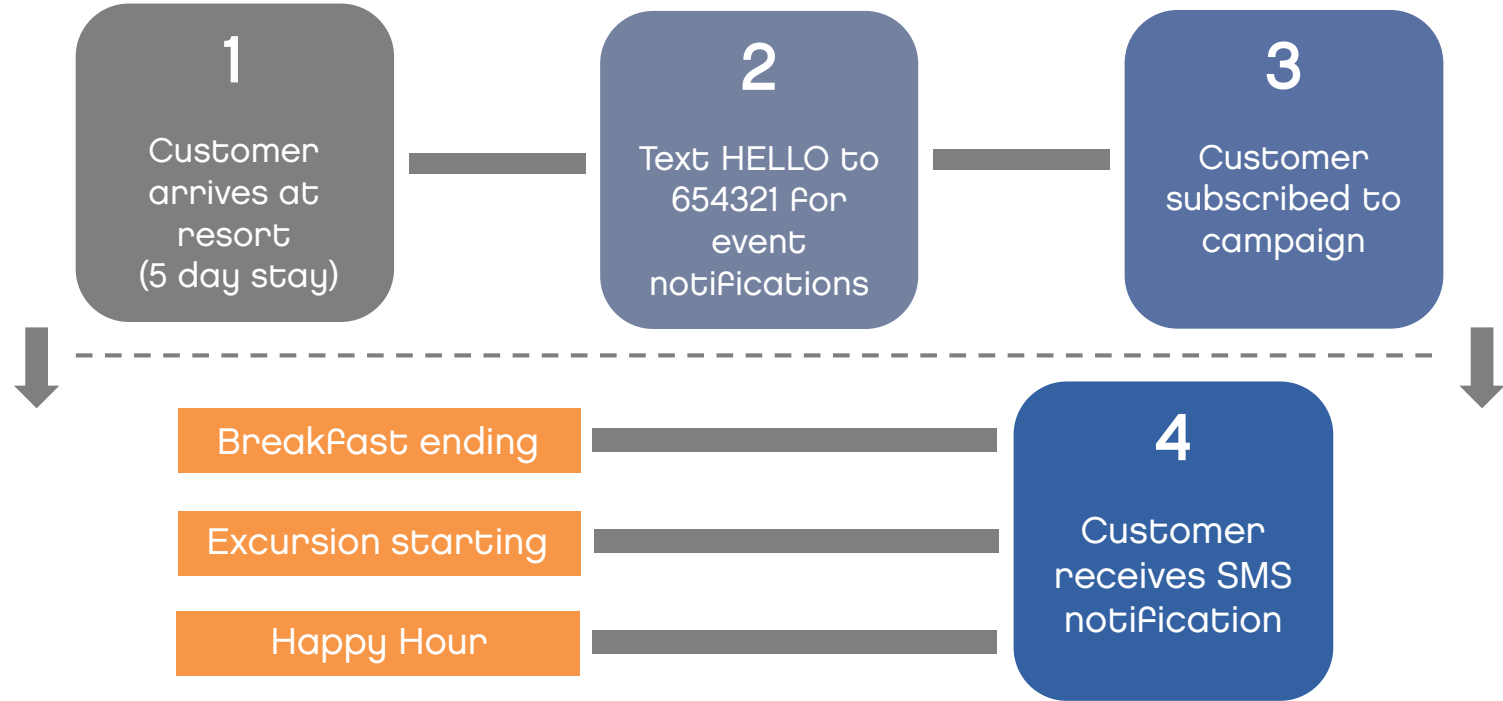 1
Customer
arrives at
resort
(5 day stay)
2
Text HELLO to
654321 for
event
notifications
3
Customer
subscribed to
campaign
Breakfast ending
Excursion starting
Happy Hour
4
Customer
receives SMS
notification